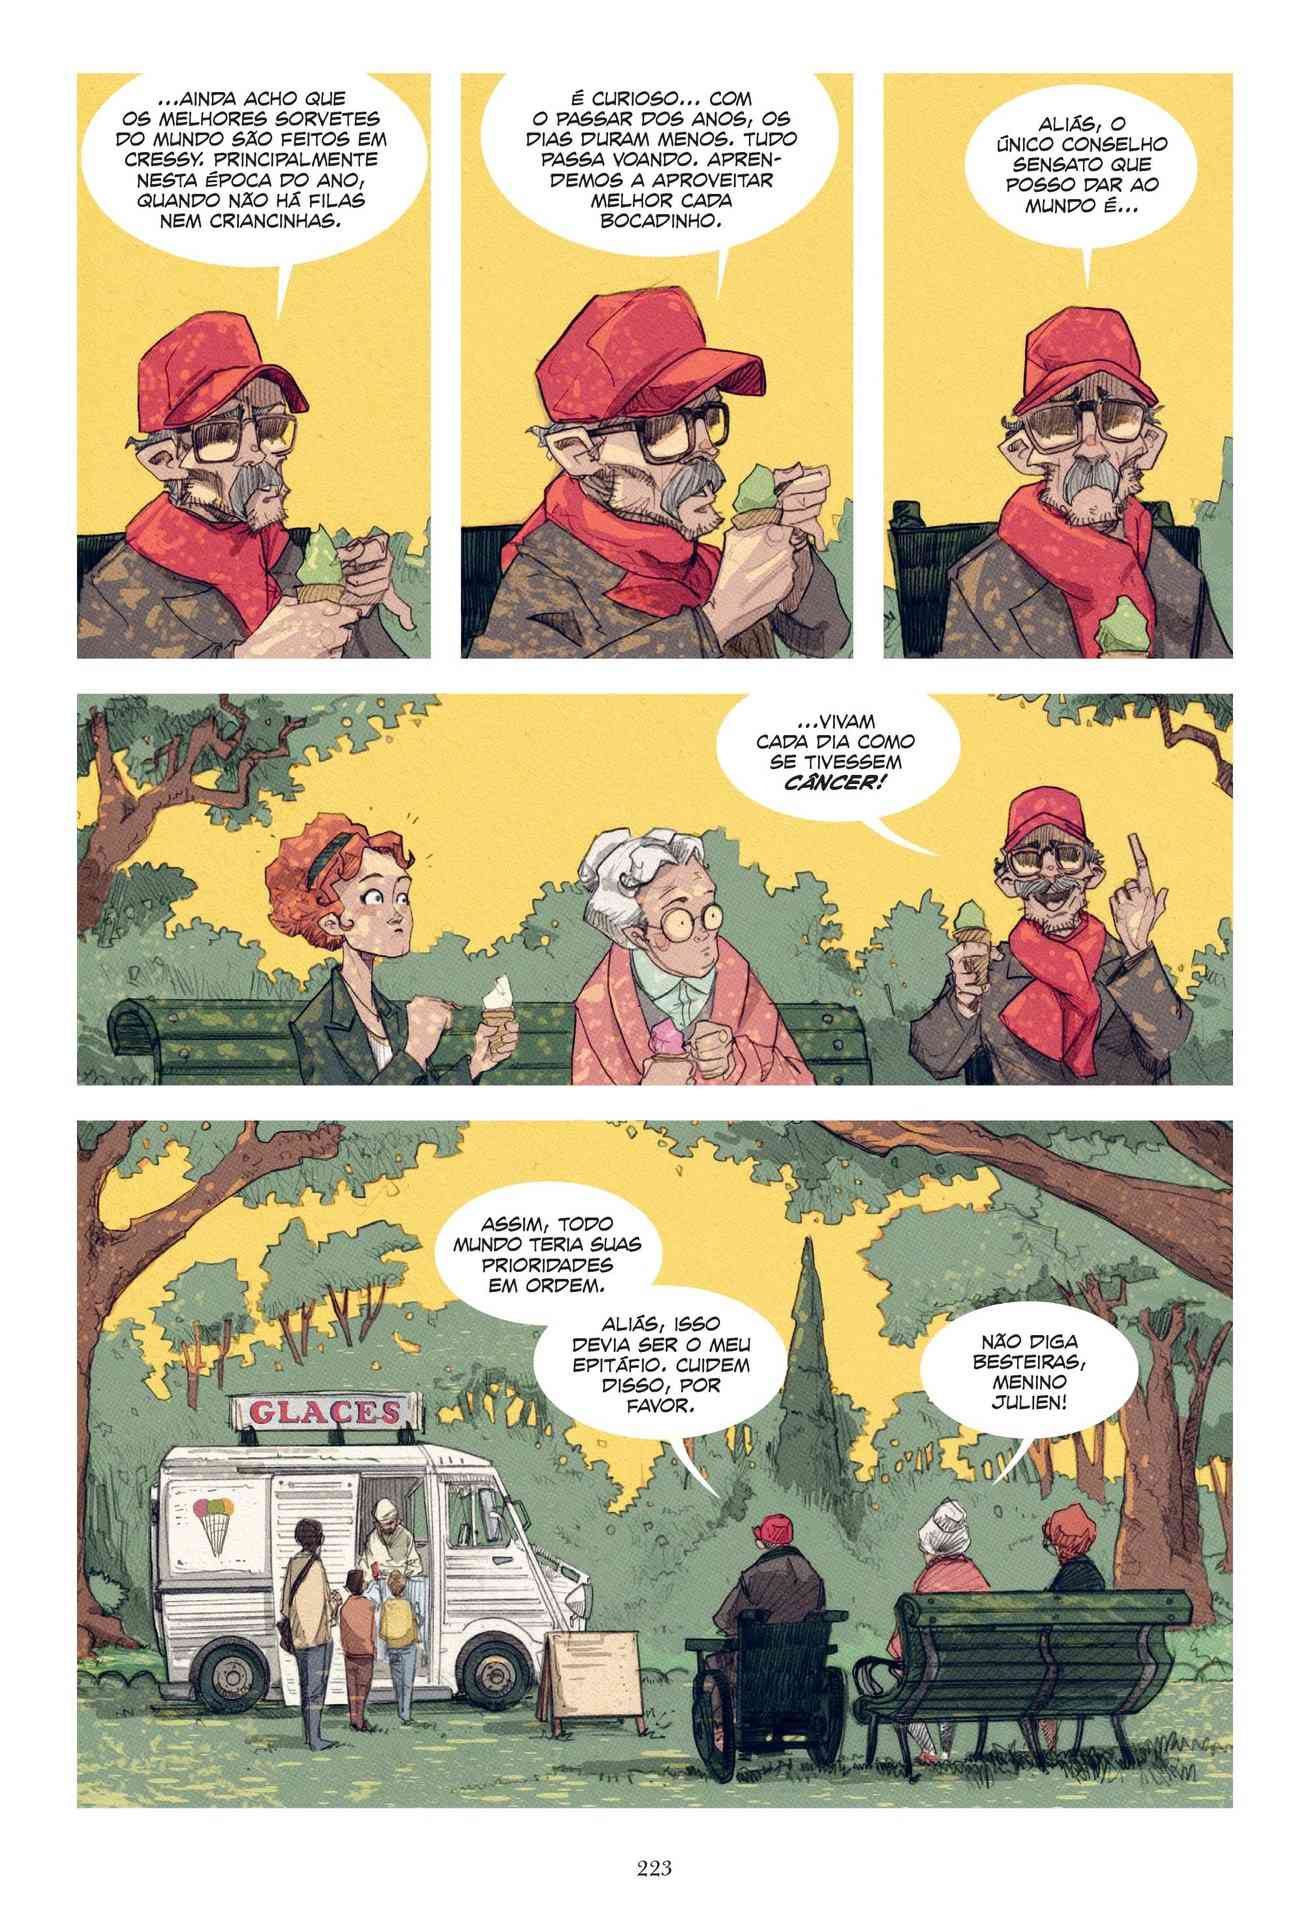 ...AINDA ACHO QUE
OS MELHORES SORVETES
DO MUNDO SÃO FEITOS EM
CRESSY. PRINCIPALMENTE
NESTA ÉPOCA DO ANO,
QUANDO NÃO HÁ FILAS
NEM CRIANCINHAS.
É CURIOSO... COM
O PASSAR DOS ANOS, OS
DIAS DURAM MENOS. TUDO
PASSA VOANDO. APREN-
DEMOS A APROVEITAR
MELHOR CADA
BOCADINHO.
ALIÁS, O
ÚNICO CONSELHO
SENSATO QUE
POSSO DAR AO
MUNDO É...
...VIVAM
CADA DIA COMO
SE TIVESSEM
CÂNCER!
ASSIM, TODO
MUNDO TERIA SUAS
PRIORIDADES
EM ORDEM.
ALIÁS, ISSO
DEVIA SER O MEU
EPITÁFIO. CUIDEM
DISSO, POR
FAVOR.
NÃO DIGA
BESTEIRAS,
MENINO
JULIEN!
GLACES
223